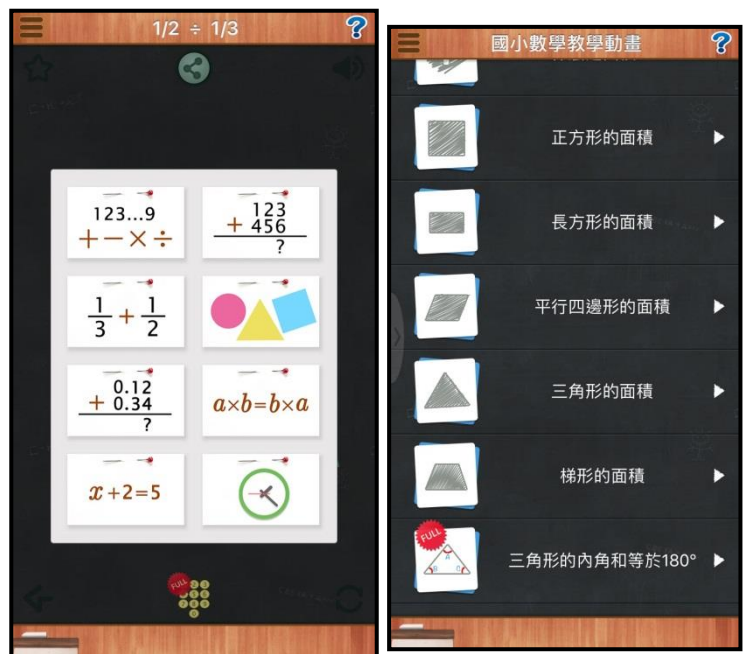 1/2 ÷ 1/3
?
123...9
+ − × ÷
123
+ 456
?
1/3 + 1/2
0.12
+ 0.34
?
a×b=b×a
x+2=5
FULL
國小數學教學動畫
?
正方形的面積
長方形的面積
平行四邊形的面積
三角形的面積
梯形的面積
FULL
三角形的內角和等於180°